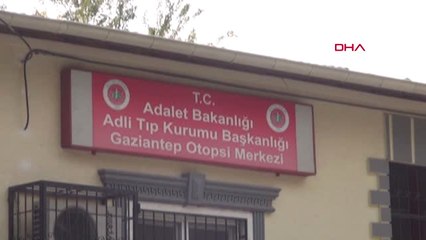 DHA
T.C.
Adalet Bakanlığı
Adli Tıp Kurumu Başkanlığı
Gaziantep Otopsi Merkezi